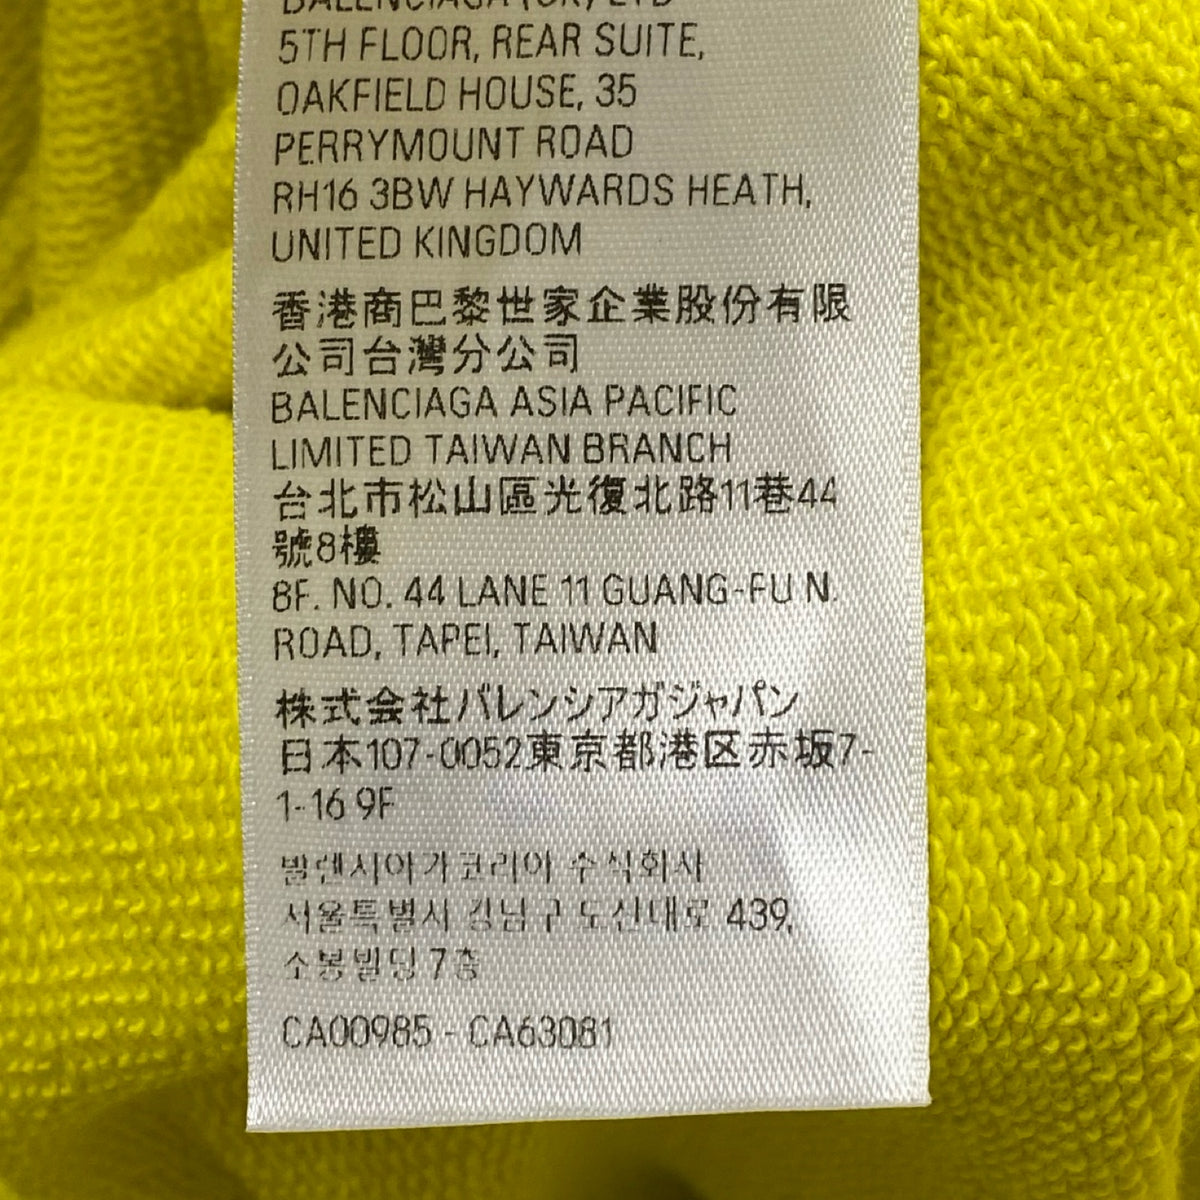 BALENCIAGA (UK) LTD
5TH FLOOR, REAR SUITE,
OAKFIELD HOUSE, 35
PERRYMOUNT ROAD
RH16 3BW HAYWARDS HEATH,
UNITED KINGDOM
香港商巴黎世家企業股份有限
公司台灣分公司
BALENCIAGA ASIA PACIFIC
LIMITED TAIWAN BRANCH
台北市松山區光復北路11巷44
號8樓
8F. NO. 44 LANE 11 GUANG-FU N.
ROAD, TAPEI, TAIWAN
株式会社バレンシアガジャパン
日本107-0052東京都港区赤坂7-
1-16 9F
발렌시아가코리아 주식회사
서울특별시 강남구 도산대로 439,
소봉빌딩 7층
CA00985 - CA63081